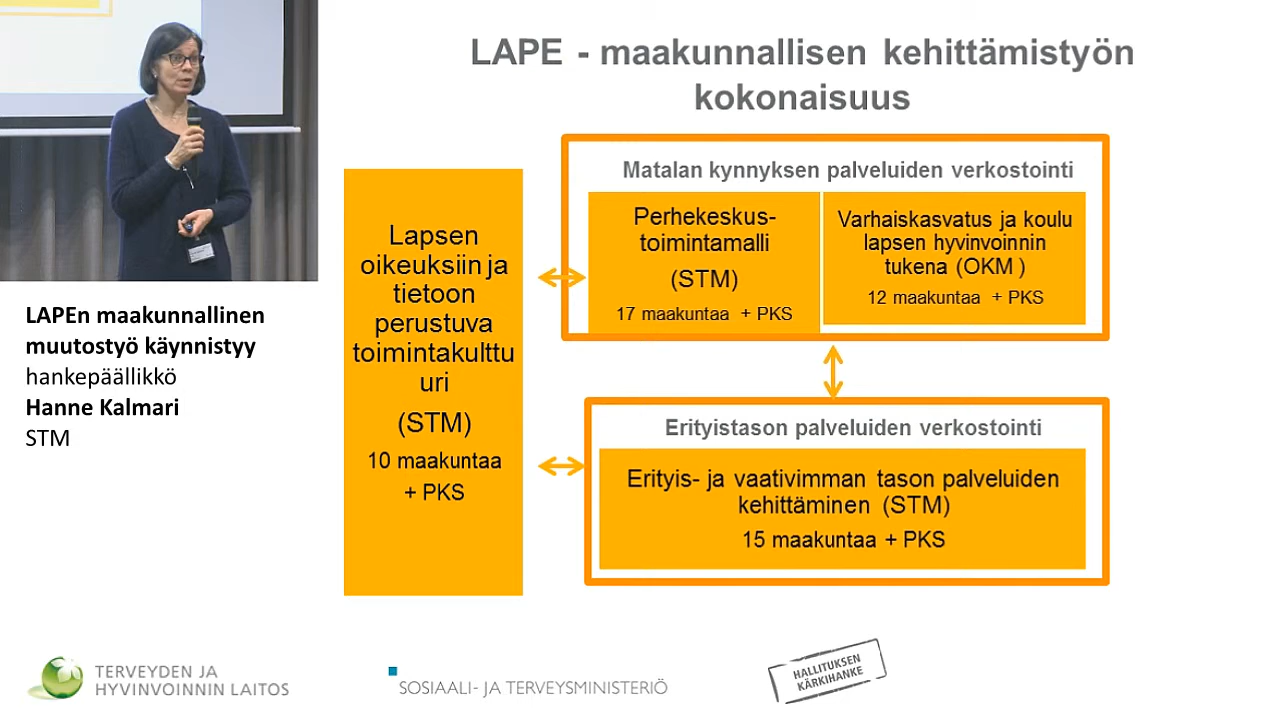 LAPE - maakunnallisen kehittämistyön
kokonaisuus
LAPEn maakunnallinen
muutostyö käynnistyy
hankepäällikkö
Hanne Kalmari
STM
Lapsen
oikeuksiin ja
tietoon
perustuva
toimintakulttu
uri
(STM)
10 maakuntaa
+ PKS
Matalan kynnyksen palveluiden verkostointi
Perhekeskus-
toimintamalli
(STM)
17 maakuntaa + PKS
Varhaiskasvatus ja koulu
lapsen hyvinvoinnin
tukena (OKM )
12 maakuntaa + PKS
Erityistason palveluiden verkostointi
Erityis- ja vaativimman tason palveluiden
kehittäminen (STM)
15 maakuntaa + PKS
TERVEYDEN JA
HYVINVOINNIN LAITOS
SOSIAALI- JA TERVEYSMINISTERIÖ
HALLITUKSEN
KÄRKIHANKE